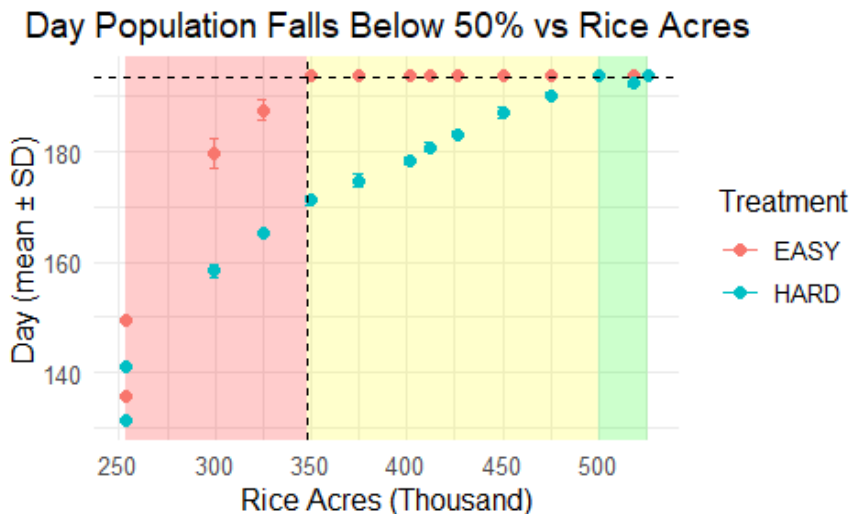 Day Population Falls Below 50% vs Rice Acres
Day (mean ± SD)
180
160
140
250
300
350
400
450
500
Rice Acres (Thousand)
Treatment
EASY
HARD